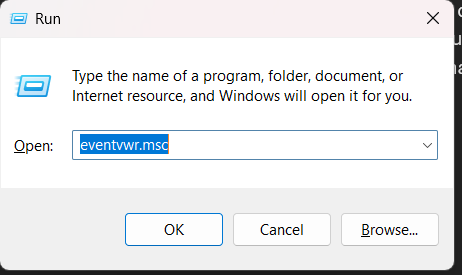 Run
Type the name of a program, folder, document, or
Internet resource, and Windows will open it for you.
Open:
eventvwr.msc
OK
Cancel
Browse...